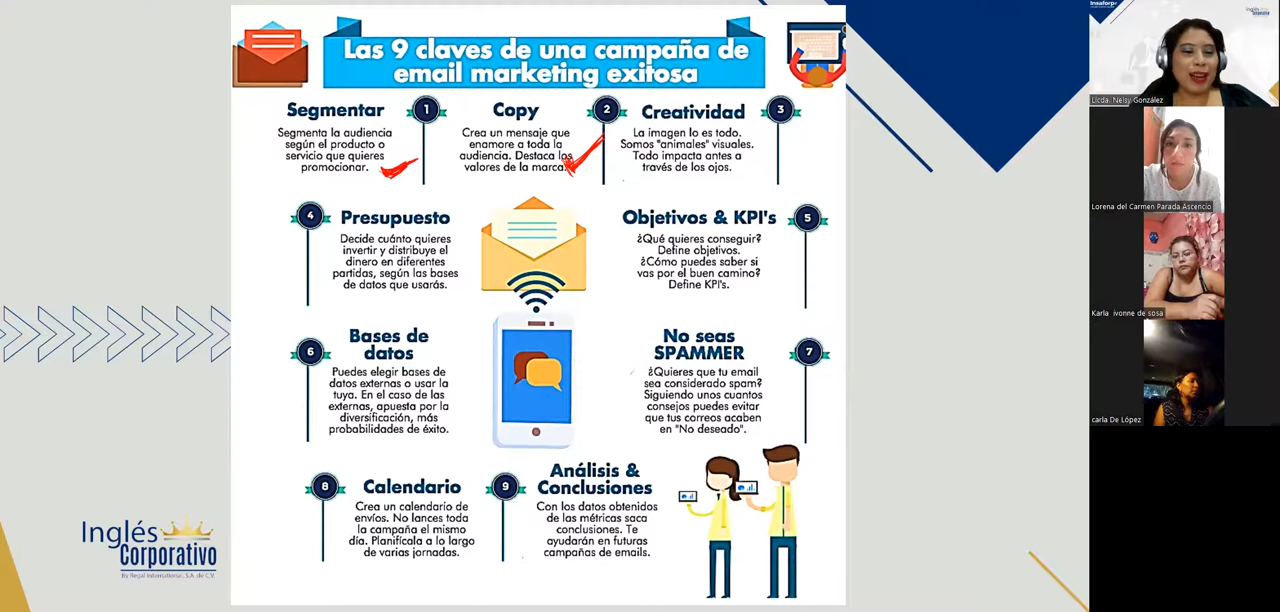 Las 9 claves de una campaña de
email marketing exitosa
Segmentar
1
Segmenta la audiencia
según el producto o
servicio que quieres
promocionar.
Copy
2
Crea un mensaje que
enamore a toda la
audiencia. Destaca los
valores de la marca.
Creatividad
3
La imagen lo es todo.
Somos "animales" visuales.
Todo impacta antes a
través de los ojos.
4
Presupuesto
Decide cuánto quieres
invertir y distribuye el
dinero en diferentes
partidas, según las bases
de datos que usarás.
Objetivos & KPI's
5
¿Qué quieres conseguir?
Define objetivos.
¿Cómo puedes saber si
vas por el buen camino?
Define KPI's.
6
Bases de
datos
Puedes elegir bases de
datos externas o usar la
tuya. En el caso de las
externas, apuesta por la
diversificación, más
probabilidades de éxito.
No seas
SPAMMER
7
¿Quieres que tu email
sea considerado spam?
Siguiendo unos cuantos
consejos puedes evitar
que tus correos acaben
en "No deseado".
8
Calendario
Crea un calendario de
envíos. No lances toda
la campaña el mismo
día. Planifícala a lo largo
de varias jornadas.
9
Análisis &
Conclusiones
Con los datos obtenidos
de las métricas saca
conclusiones. Te
ayudarán en futuras
campañas de emails.
Inglés
Corporativo
By Regal International, S.A. de C.V.
Insaforp
Licda. Neisy González
Lorena del Carmen Parada Ascencio
Karla ivonne de sosa
carla De López